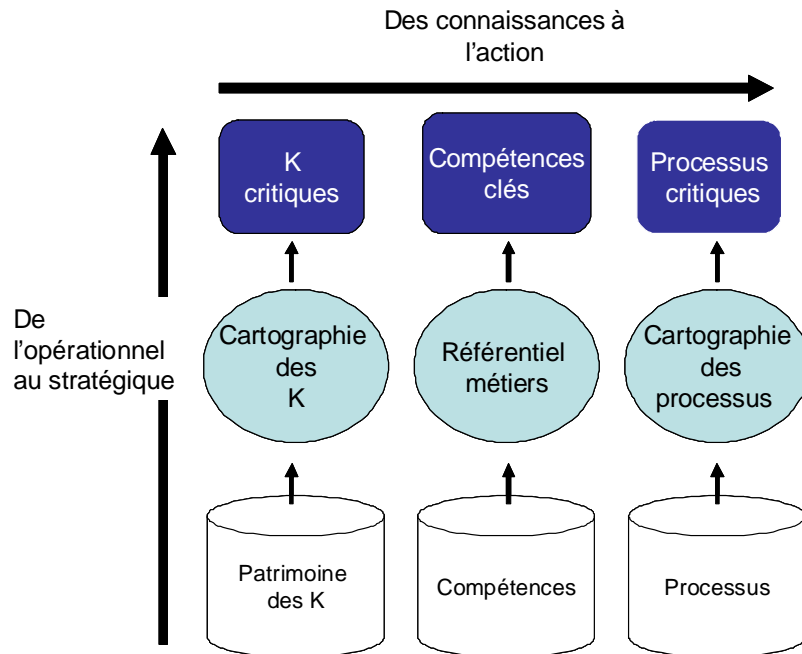 Des connaissances à
l'action
K
critiques
Compétences
clés
Processus
critiques
De
l'opérationnel
au stratégique
Cartographie
des
K
Référentiel
métiers
Cartographie
des
processus
Patrimoine
des K
Compétences
Processus